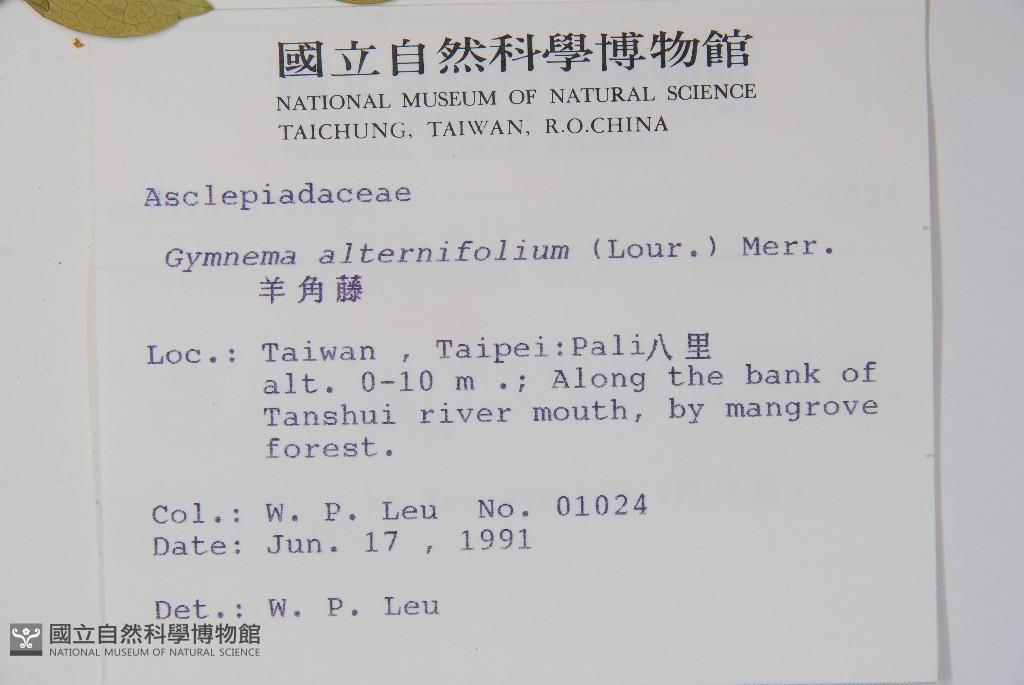 國立自然科學博物館
NATIONAL MUSEUM OF NATURAL SCIENCE
TAICHUNG, TAIWAN, R.O.CHINA
Asclepiadaceae
Gymnema alternifolium (Lour.) Merr.
羊角藤
Loc.: Taiwan , Taipei:Pali八里
alt. 0-10 m .; Along the bank of
Tanshui river mouth, by mangrove
forest.
Col.: W. P. Leu No. 01024
Date: Jun. 17 , 1991
Det.: W. P. Leu
國立自然科學博物館
NATIONAL MUSEUM OF NATURAL SCIENCE